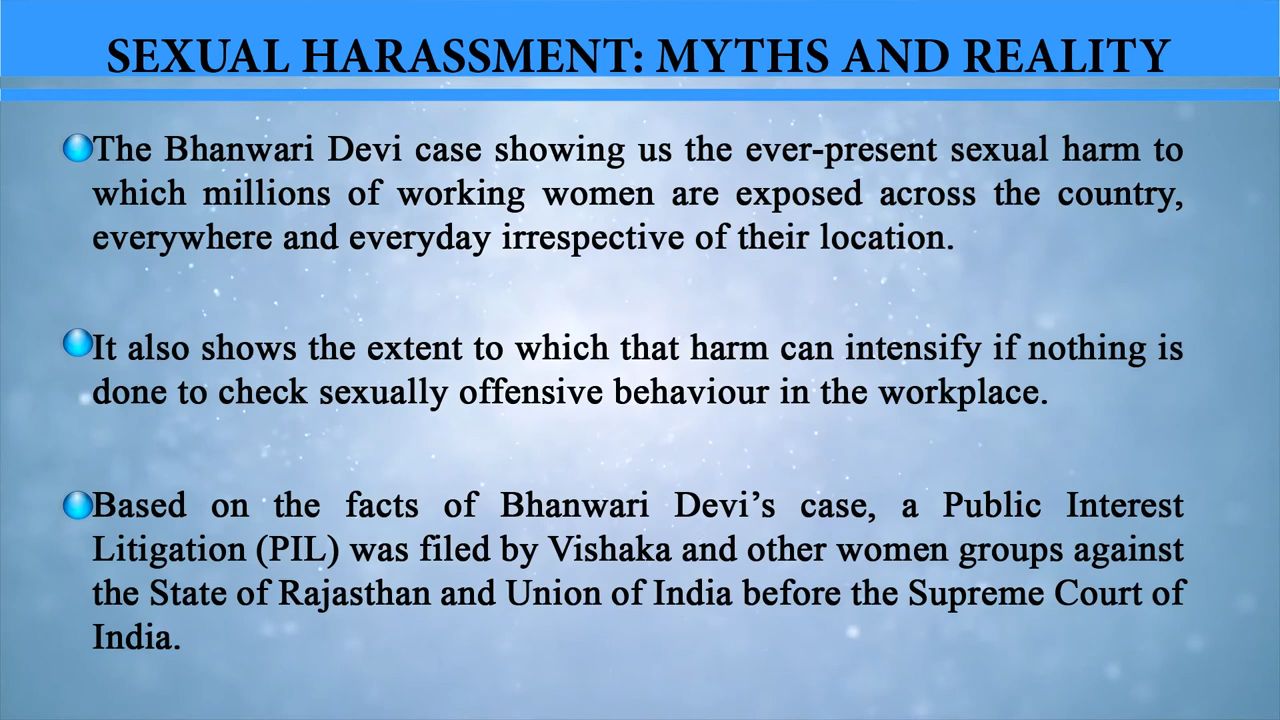 SEXUAL HARASSMENT: MYTHS AND REALITY
The Bhanwari Devi case showing us the ever-present sexual harm to
which millions of working women are exposed across the country,
everywhere and everyday irrespective of their location.
It also shows the extent to which that harm can intensify if nothing is
done to check sexually offensive behaviour in the workplace.
Based on the facts of Bhanwari Devi’s case, a Public Interest
Litigation (PIL) was filed by Vishaka and other women groups against
the State of Rajasthan and Union of India before the Supreme Court of
India.